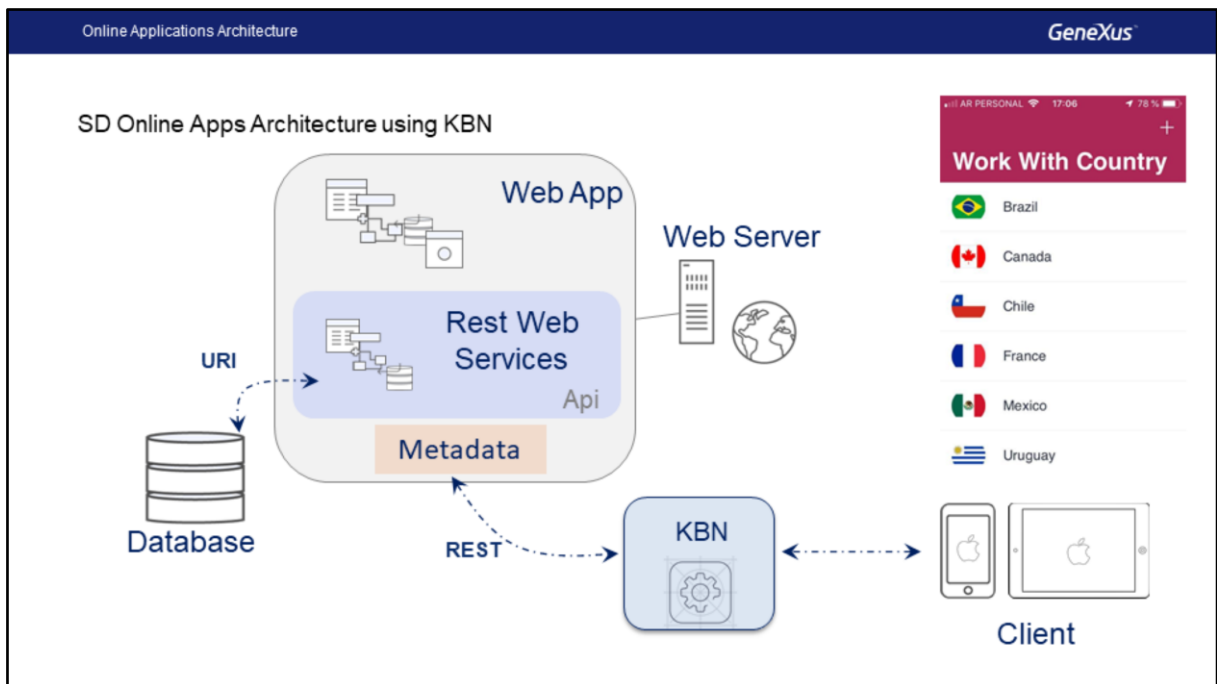 Online Applications Architecture
GeneXus™
SD Online Apps Architecture using KBN
Web App
Web Server
Rest Web
Services
Api
URI
Metadata
Database
REST
KBN
AR PERSONAL 17:06 78 %
+
Work With Country
Brazil
Canada
Chile
France
Mexico
Uruguay
Client